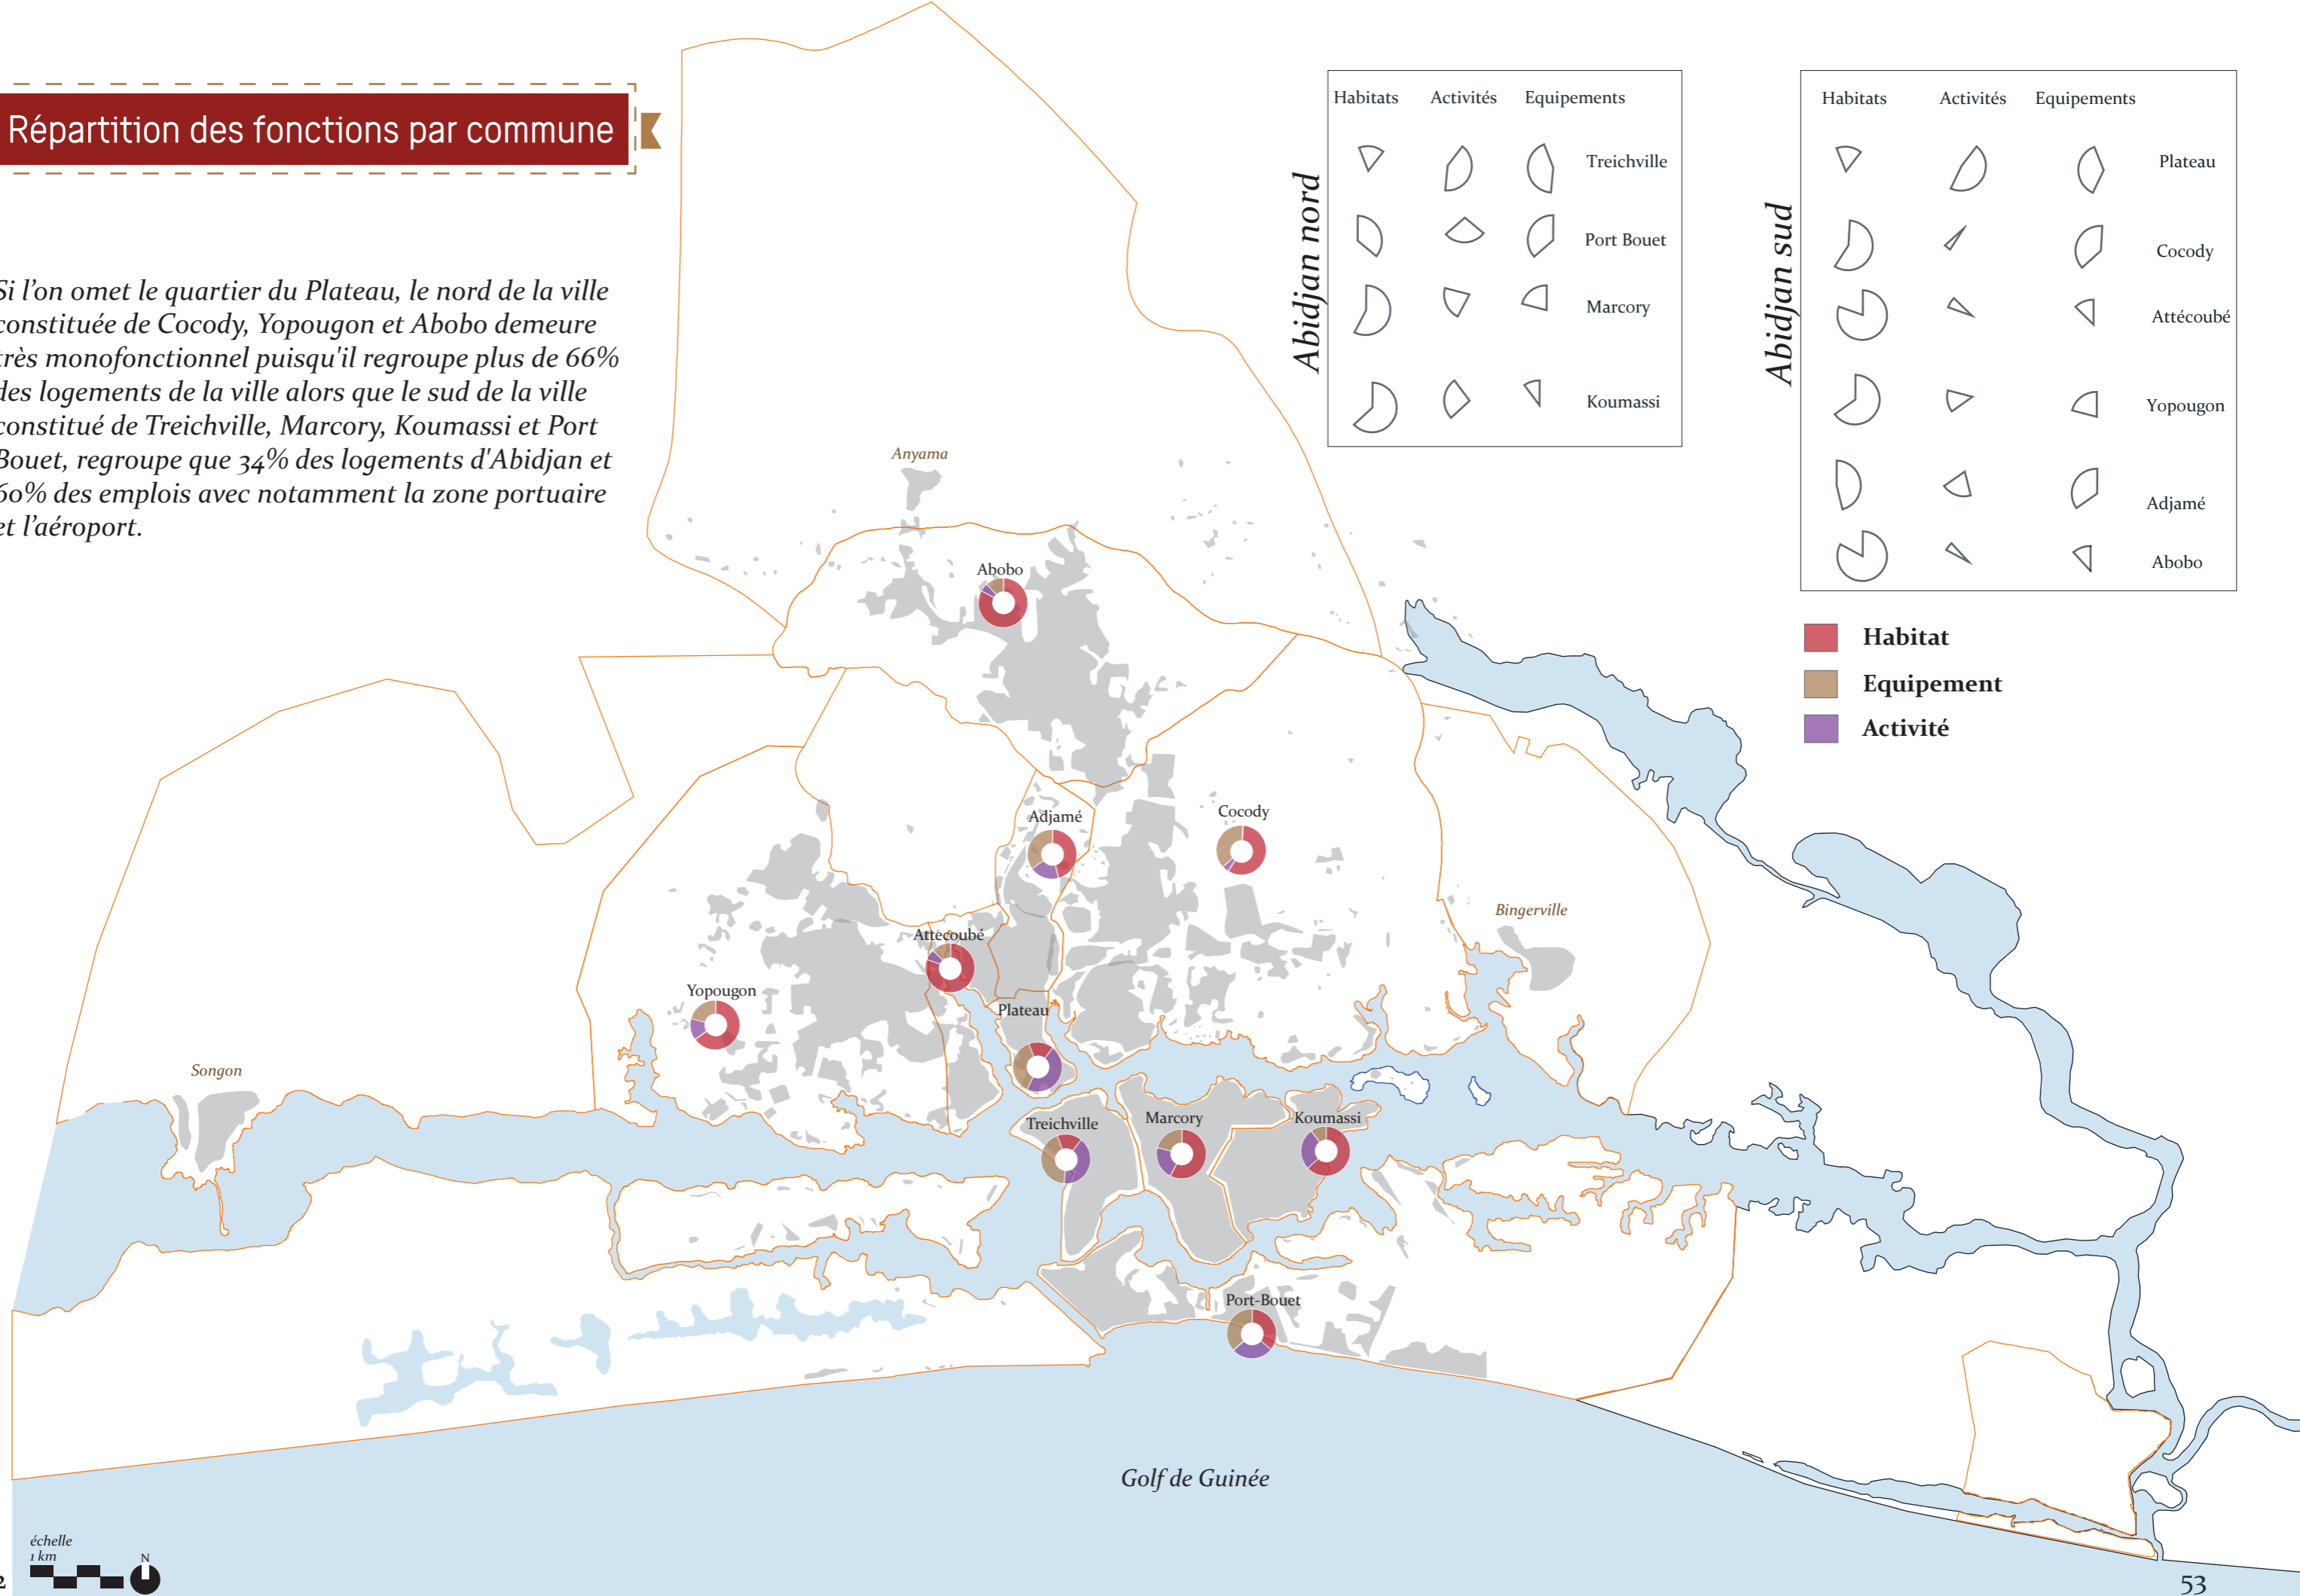 Répartition des fonctions par commune
Si l'on omet le quartier du Plateau, le nord de la ville
constituée de Cocody, Yopougon et Abobo demeure
très monofonctionnel puisqu'il regroupe plus de 66%
des logements de la ville alors que le sud de la ville
constitué de Treichville, Marcory, Koumassi et Port
Bouet, regroupe que 34% des logements d'Abidjan et
60% des emplois avec notamment la zone portuaire
et l'aéroport.
Abidjan nord
Habitats Activités Equipements
Treichville
Port Bouet
Marcory
Koumassi
Abidjan sud
Habitats Activités Equipements
Plateau
Cocody
Attécoubé
Yopougon
Adjamé
Abobo
Habitat
Equipement
Activité
Anyama
Abobo
Adjamé
Cocody
Bingerville
Attécoubé
Yopougon
Plateau
Songon
Treichville
Marcory
Koumassi
Port-Bouet
Golf de Guinée
échelle
1 km
N
2
53